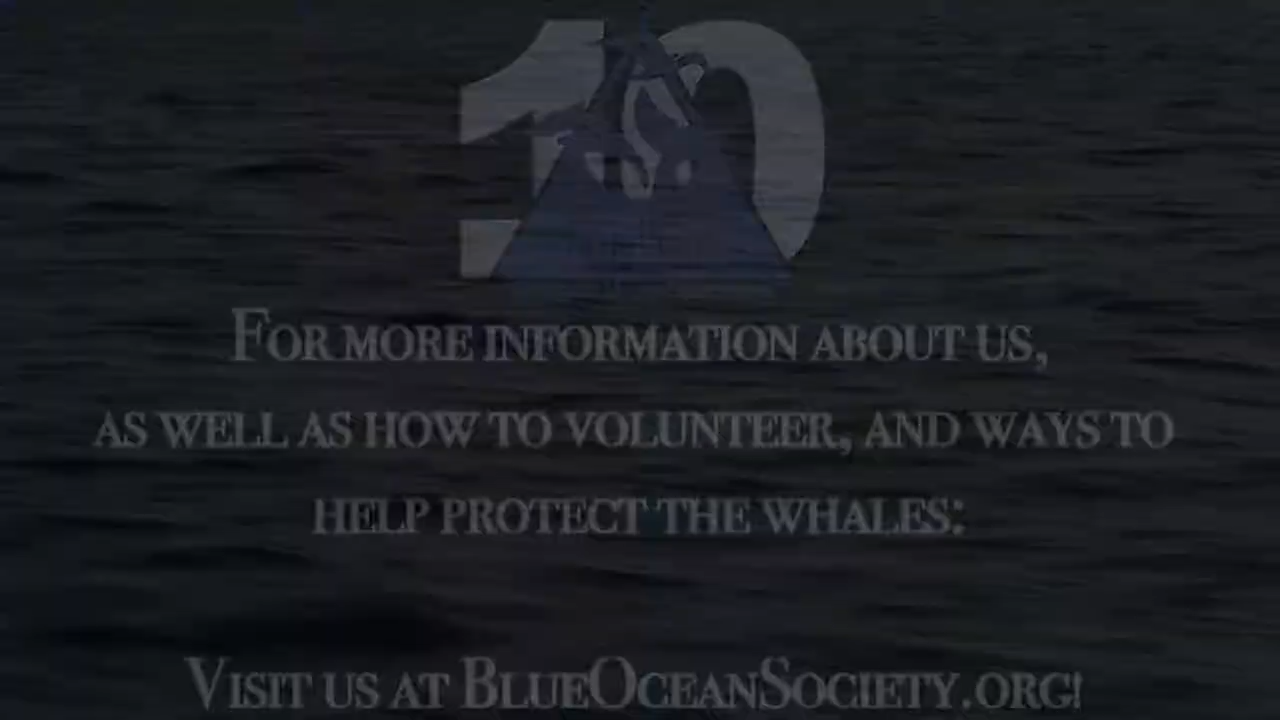 10
For more information about us,
as well as how to volunteer, and ways to
help protect the whales:
Visit us at BlueOceanSociety.org!